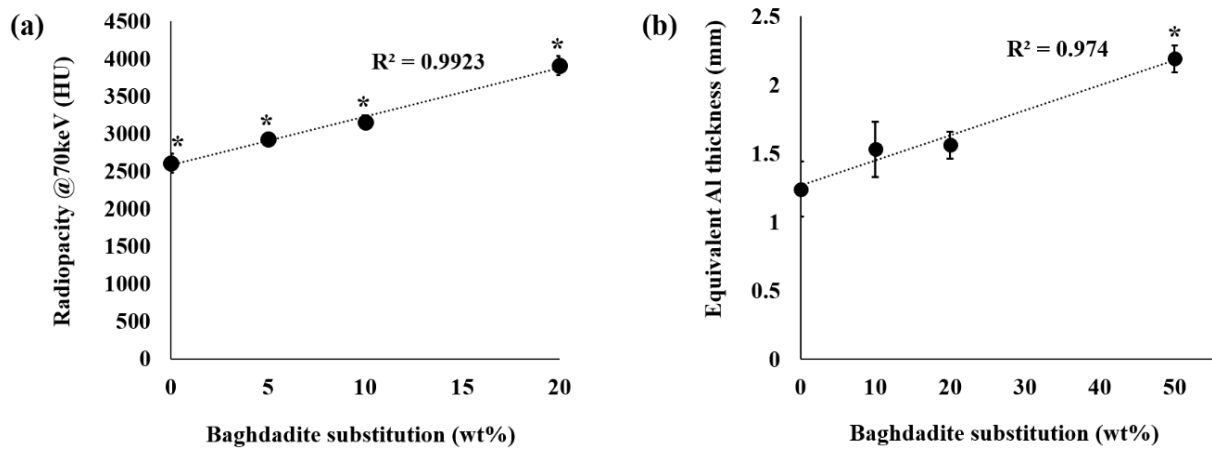 (a)
Radiopacity @70keV (HU)
4500
4000
3500
3000
2500
2000
1500
1000
500
0
R² = 0.9923
*
*
*
*
0 5 10 15 20
Baghdadite substitution (wt%)
(b)
Equivalent Al thickness (mm)
2.5
2
1.5
1
0.5
0
R² = 0.974
*
0 10 20 30 40 50
Baghdadite substitution (wt%)